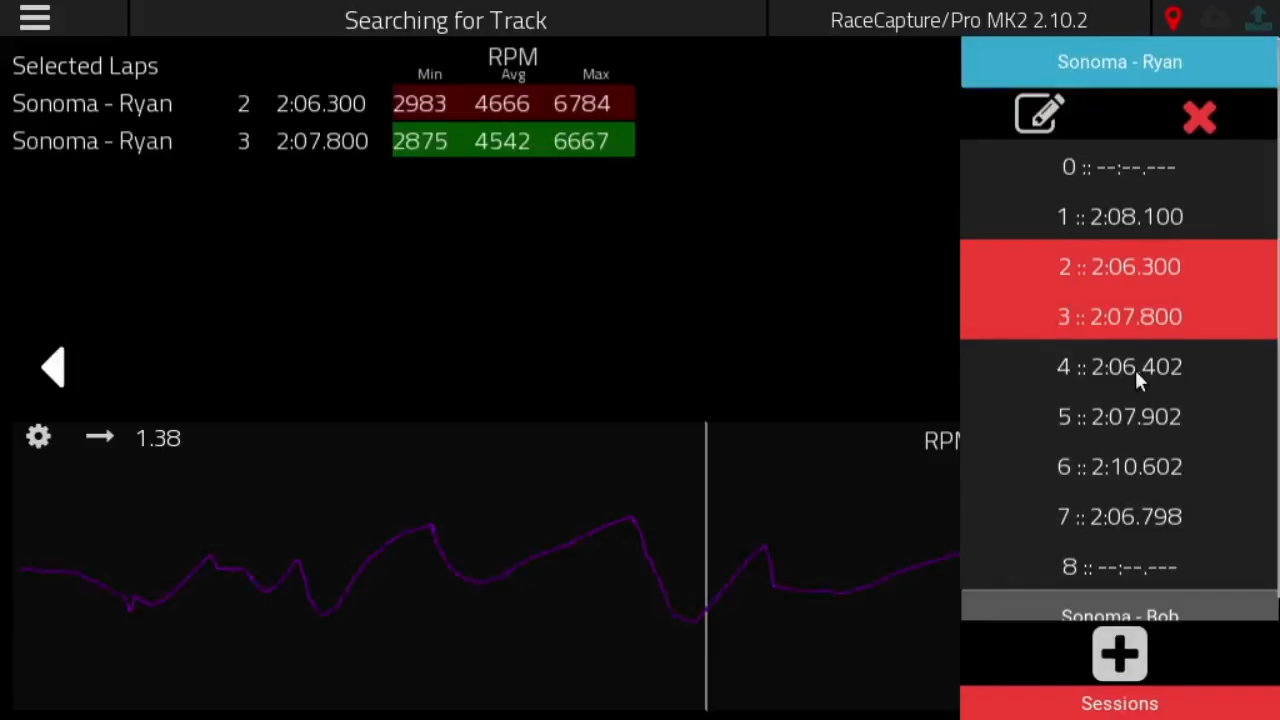 Searching for Track
RaceCapture/Pro MK2 2.10.2
Selected Laps
RPM
Min Avg Max
Sonoma - Ryan 2 2:06.300 2983 4666 6784
Sonoma - Ryan 3 2:07.800 2875 4542 6667
1.38
RPM
Sonoma - Ryan
0 :: --:--.---
1 :: 2:08.100
2 :: 2:06.300
3 :: 2:07.800
4 :: 2:06.402
5 :: 2:07.902
6 :: 2:10.602
7 :: 2:06.798
8 :: --:--.---
Sonoma - Bob
Sessions